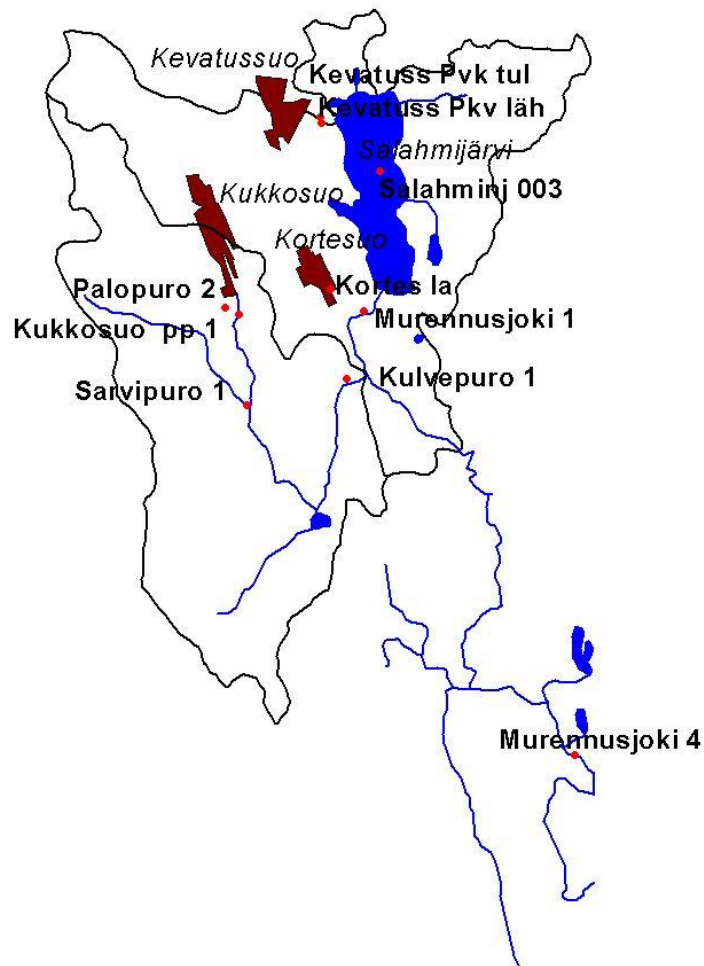 Kevatussuo
Kevatuss Pvk tul
Kevatuss Pkv läh
Salahmijärvi
Kukkosuo
Salahminj 003
Kortesuo
Palopuro 2
Kortes la
Kukkosuo pp 1
Murennusjoki 1
Sarvipuro 1
Kulvepuro 1
Murennusjoki 4